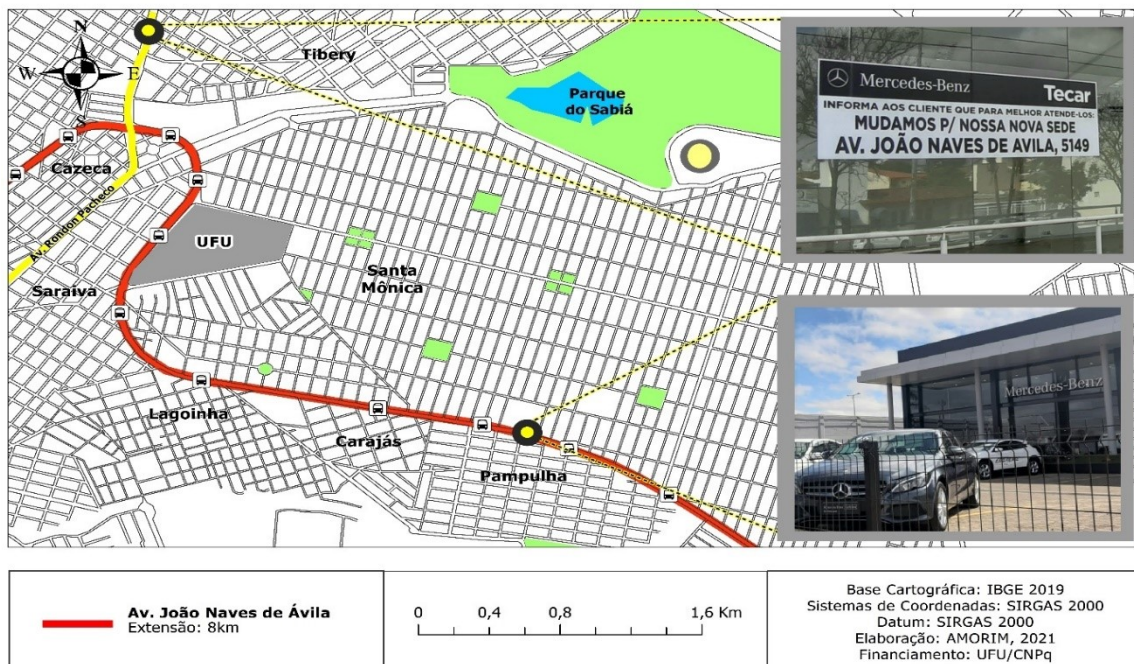 N
W
E
S
Tibery
Parque
do Sabiá
Cazeca
Av. Rondon Pacheco
UFU
Saraiva
Santa
Mônica
Lagoinha
Carajás
Pampulha
Mercedes-Benz
Tecar
INFORMA AOS CLIENTE QUE PARA MELHOR ATENDE-LOS:
MUDAMOS P/ NOSSA NOVA SEDE
AV. JOÃO NAVES DE AVILA, 5149
Mercedes-Benz
Av. João Naves de Ávila
Extensão: 8km
0 0,4 0,8 1,6 Km
Base Cartográfica: IBGE 2019
Sistemas de Coordenadas: SIRGAS 2000
Datum: SIRGAS 2000
Elaboração: AMORIM, 2021
Financiamento: UFU/CNPq